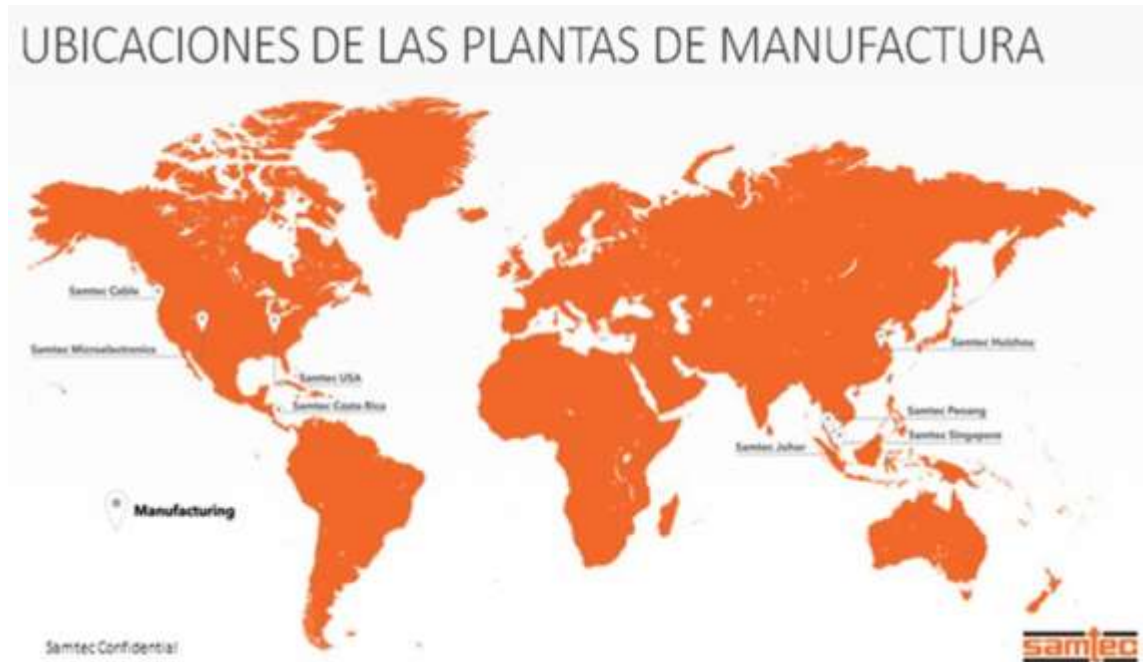 UBICACIONES DE LAS PLANTAS DE MANUFACTURA
Samtec Cable
Samtec Microelectronics
Samtec USA
Samtec Costa Rica
Samtec Huizhou
Samtec Penang
Samtec Singapore
Samtec Johor
Manufacturing
Samtec Confidential
samtec